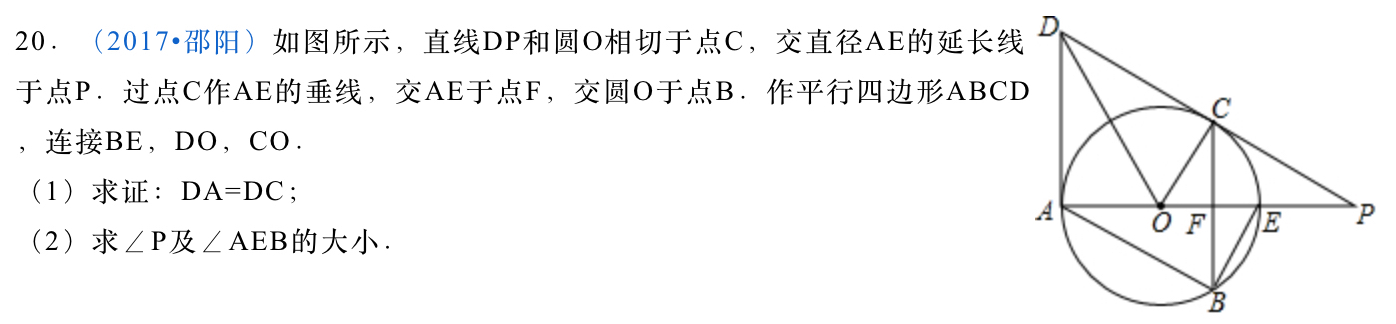 20．（2017•邵阳）如图所示，直线DP和圆O相切于点C，交直径AE的延长线
于点P．过点C作AE的垂线，交AE于点F，交圆O于点B．作平行四边形ABCD
，连接BE，DO，CO．
（1）求证：DA=DC；
（2）求∠P及∠AEB的大小．
D
C
A
O
F
E
P
B